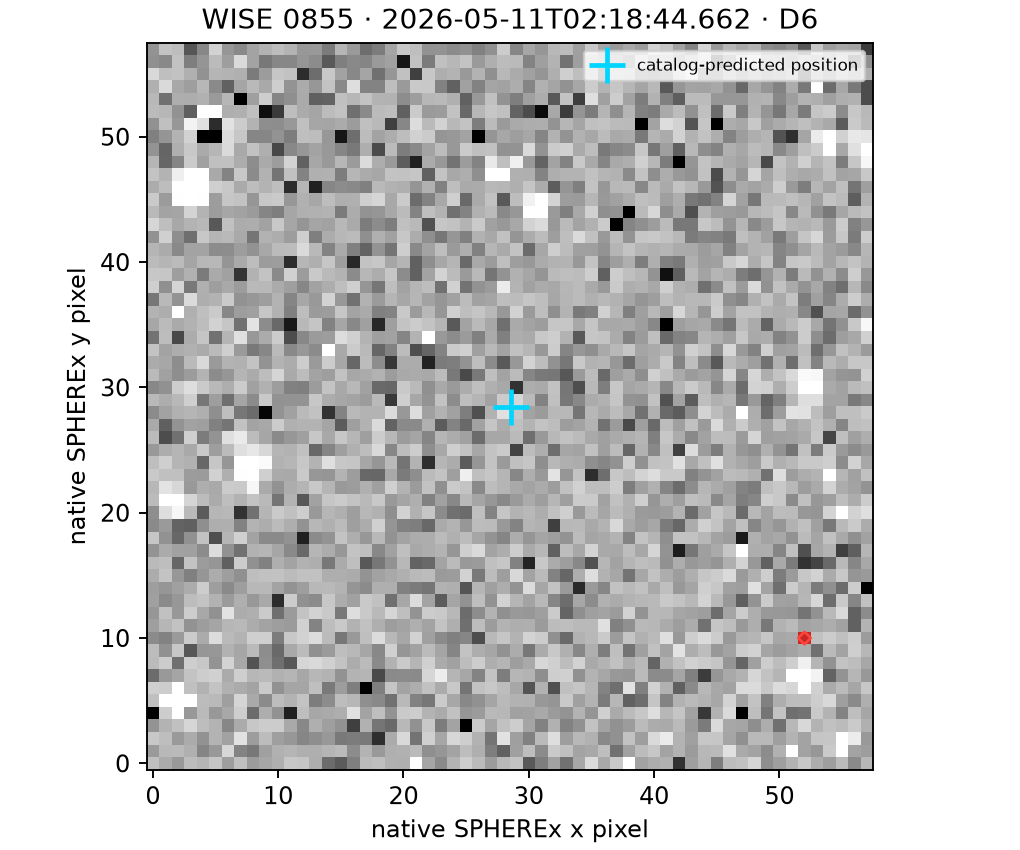 WISE 0855 · 2026-05-11T02:18:44.662 · D6
catalog-predicted position
native SPHEREx y pixel
50
40
30
20
10
0
0 10 20 30 40 50
native SPHEREx x pixel